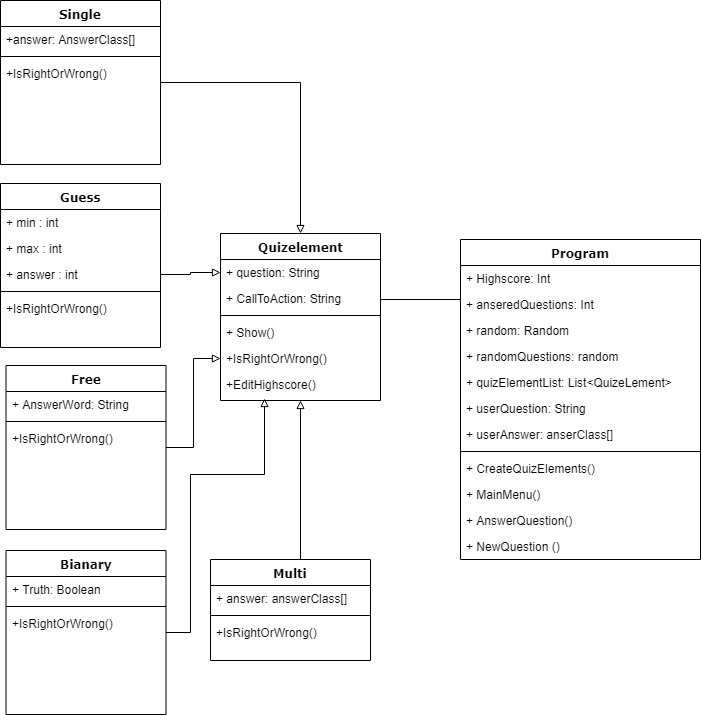 Single
+answer: AnswerClass[]
+IsRightOrWrong()
Guess
+ min : int
+ max : int
+ answer : int
+IsRightOrWrong()
Free
+ AnswerWord: String
+IsRightOrWrong()
Bianary
+ Truth: Boolean
+IsRightOrWrong()
Quizelement
+ question: String
+ CallToAction: String
+ Show()
+IsRightOrWrong()
+EditHighscore()
Multi
+ answer: answerClass[]
+IsRightOrWrong()
Program
+ Highscore: Int
+ anseredQuestions: Int
+ random: Random
+ randomQuestions: random
+ quizElementList: List<QuizeLement>
+ userQuestion: String
+ userAnswer: anserClass[]
+ CreateQuizElements()
+ MainMenu()
+ AnswerQuestion()
+ NewQuestion ()